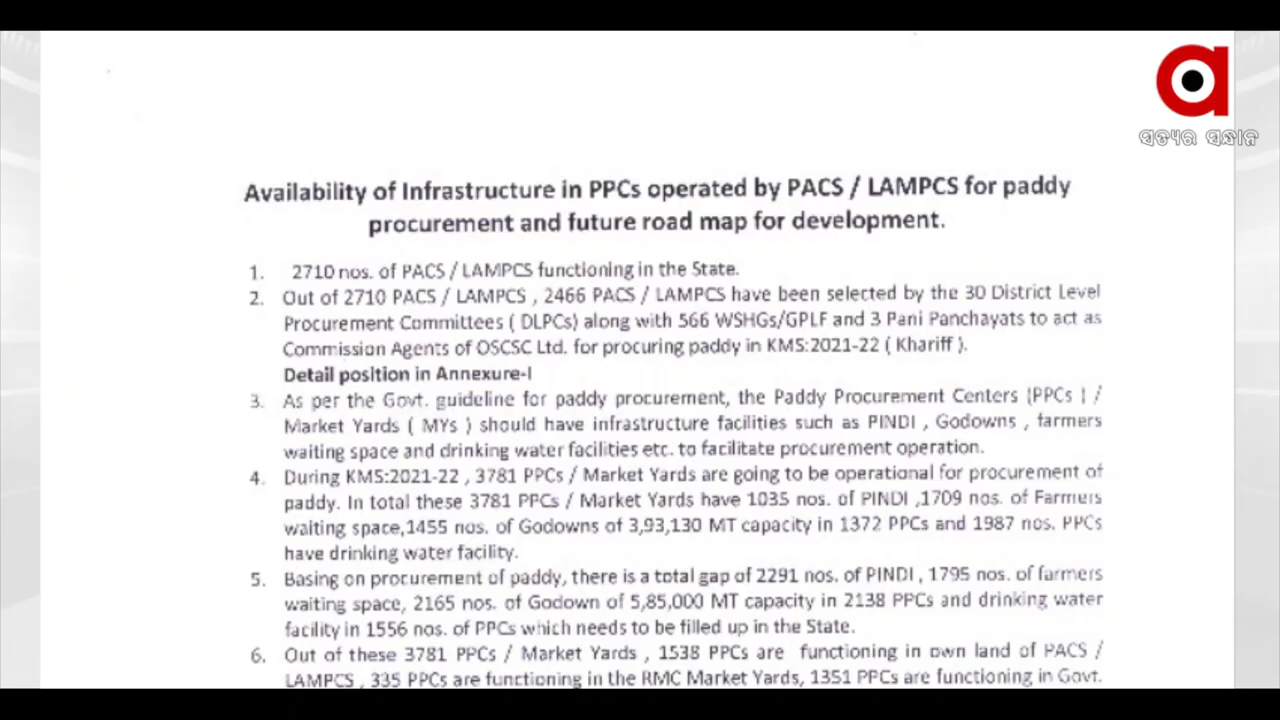 a
ସତ୍ୟର ସନ୍ଧାନ
Availability of Infrastructure in PPCs operated by PACS / LAMPCS for paddy
procurement and future road map for development.
1. 2710 nos. of PACS / LAMPCS functioning in the State.
2. Out of 2710 PACS / LAMPCS , 2466 PACS / LAMPCS have been selected by the 30 District Level
Procurement Committees ( DLPCs) along with 566 WSHGs/GPLF and 3 Pani Panchayats to act as
Commission Agents of OSCSC Ltd. for procuring paddy in KMS:2021-22 ( Khariff ).
Detail position in Annexure-I
3. As per the Govt. guideline for paddy procurement, the Paddy Procurement Centers (PPCs ) /
Market Yards ( MYs ) should have infrastructure facilities such as PINDI , Godowns , farmers
waiting space and drinking water facilities etc. to facilitate procurement operation.
4. During KMS:2021-22 , 3781 PPCs / Market Yards are going to be operational for procurement of
paddy. In total these 3781 PPCs / Market Yards have 1035 nos. of PINDI ,1709 nos. of Farmers
waiting space,1455 nos. of Godowns of 3,93,130 MT capacity in 1372 PPCs and 1987 nos. PPCs
have drinking water facility.
5. Basing on procurement of paddy, there is a total gap of 2291 nos. of PINDI , 1795 nos. of farmers
waiting space, 2165 nos. of Godown of 5,85,000 MT capacity in 2138 PPCs and drinking water
facility in 1556 nos. of PPCs which needs to be filled up in the State.
6. Out of these 3781 PPCs / Market Yards , 1538 PPCs are functioning in own land of PACS /
LAMPCS , 335 PPCs are functioning in the RMC Market Yards, 1351 PPCs are functioning in Govt.